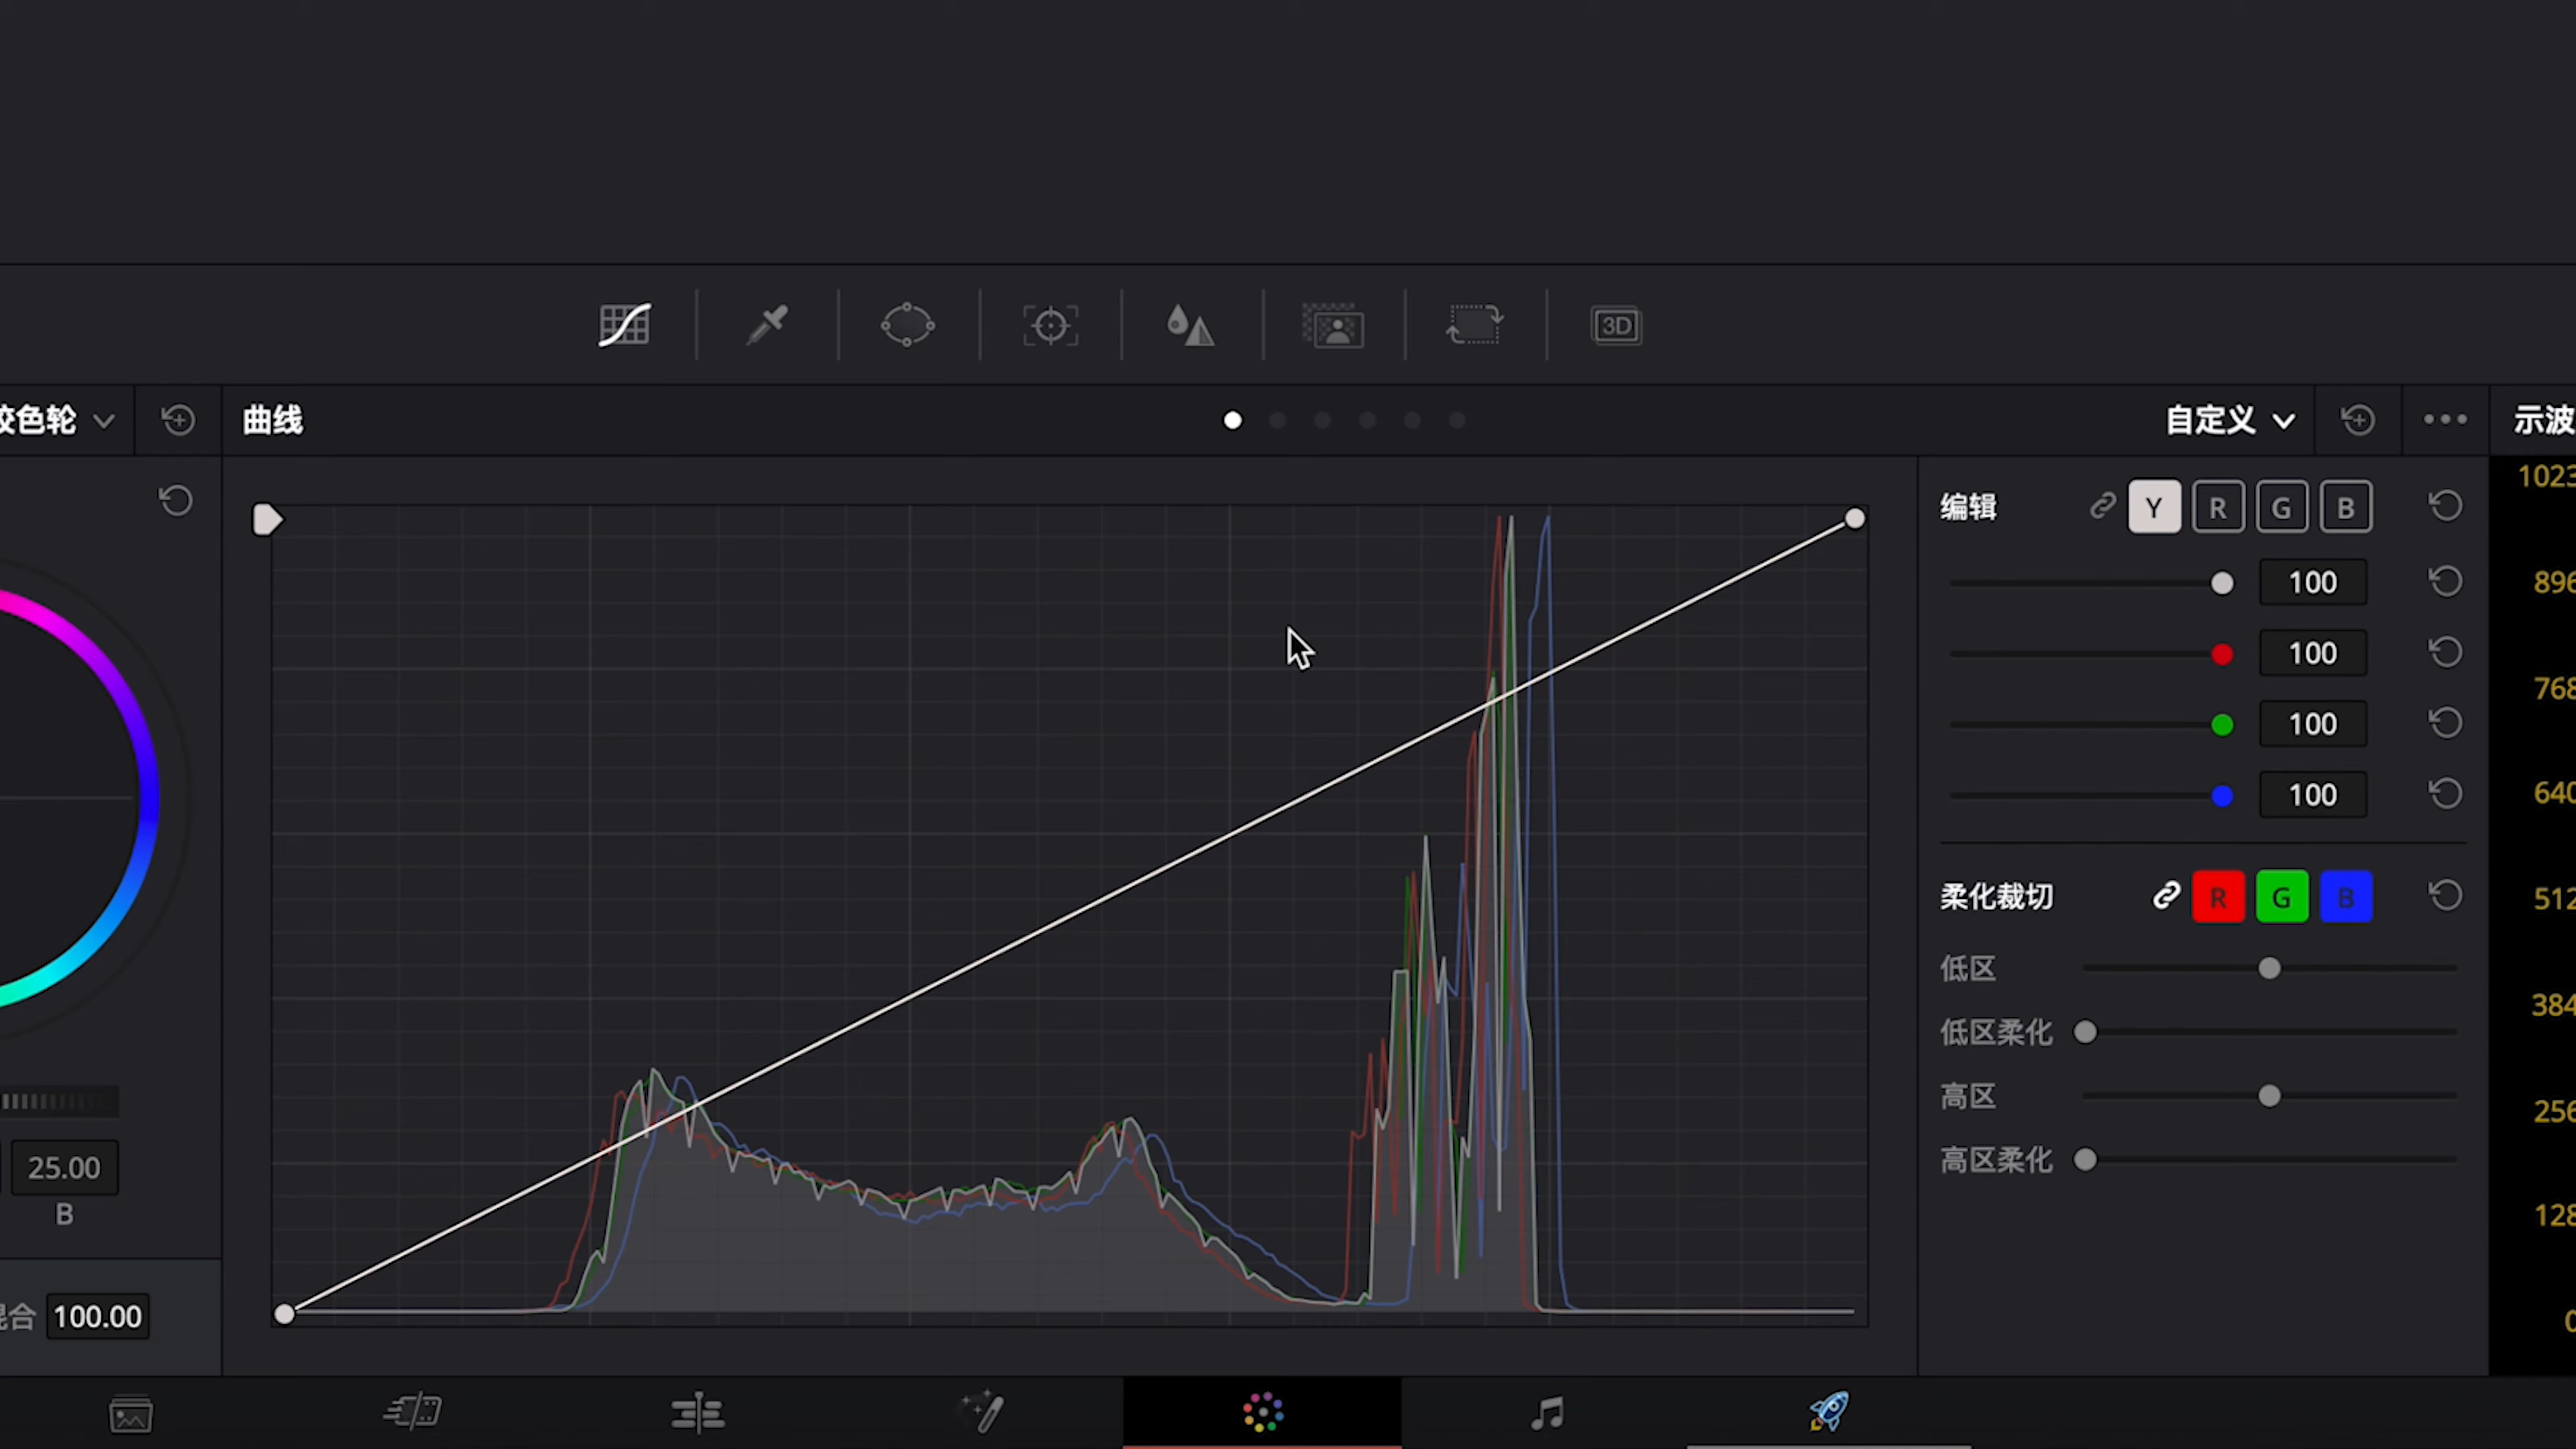 3D
校色轮
曲线
自定义
示波
1023
编辑
Y
R
G
B
100
896
100
768
100
100
640
柔化裁切
R
G
B
512
低区
低区柔化
384
高区
256
高区柔化
25.00
B
128
混合
100.00
0